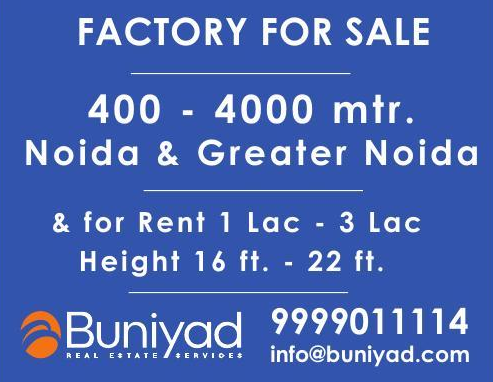 FACTORY FOR SALE
400 - 4000 mtr.
Noida & Greater Noida
& for Rent 1 Lac - 3 Lac
Height 16 ft. - 22 ft.
Buniyad
REAL ESTATE SERVICES
9999011114
info@buniyad.com